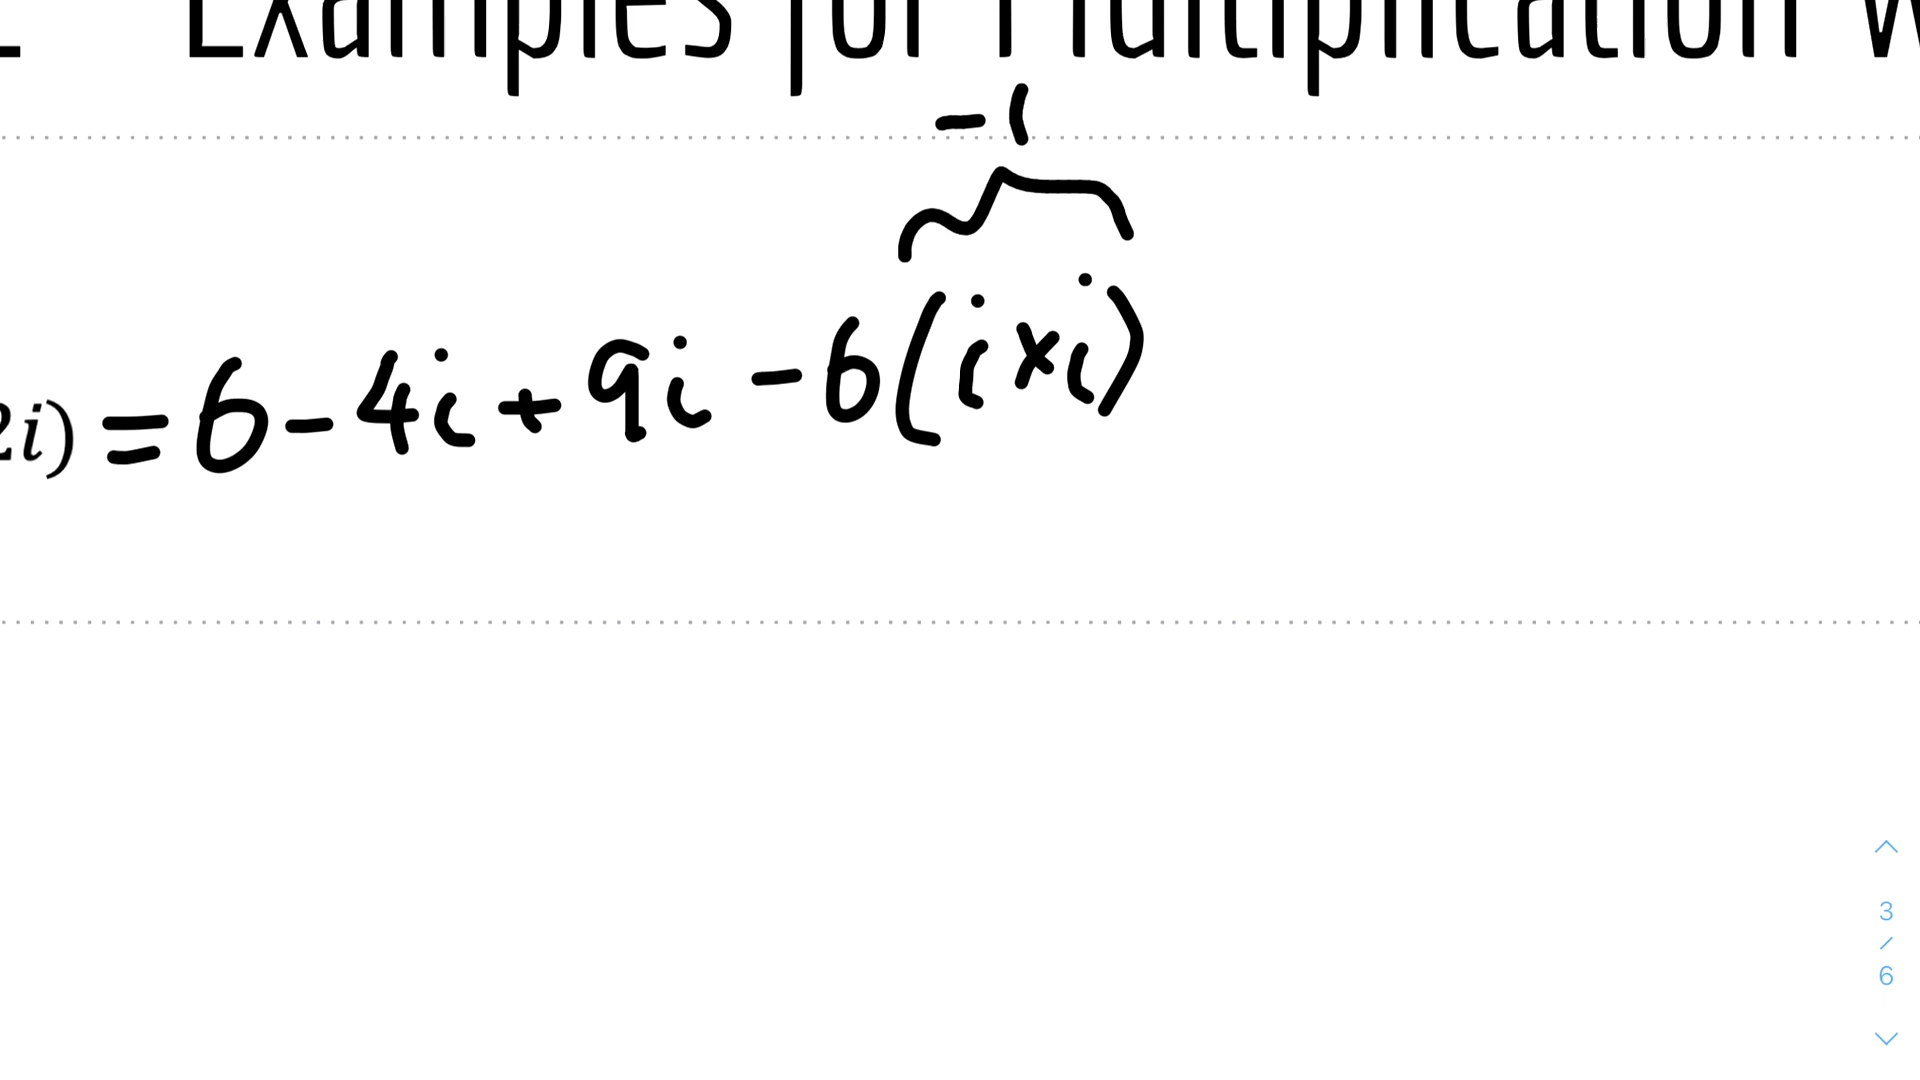 Examples for Multiplication
-1
2i) = 6 - 4i + 9i - 6(i×i)
3
/
6